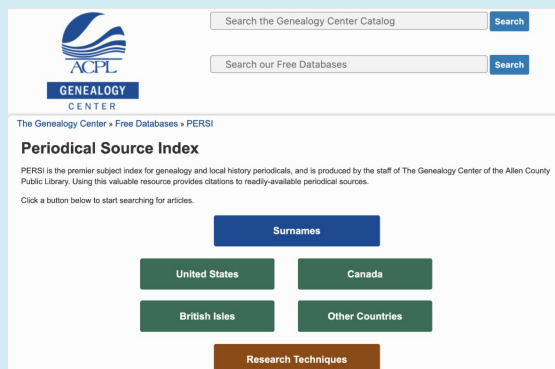 Search the Genealogy Center Catalog
Search
ACPL
GENEALOGY
CENTER
Search our Free Databases
Search
The Genealogy Center » Free Databases » PERSI
Periodical Source Index
PERSI is the premier subject index for genealogy and local history periodicals, and is produced by the staff of The Genealogy Center of the Allen County
Public Library. Using this valuable resource provides citations to readily-available periodical sources.
Click a button below to start searching for articles.
Surnames
United States
Canada
British Isles
Other Countries
Research Techniques